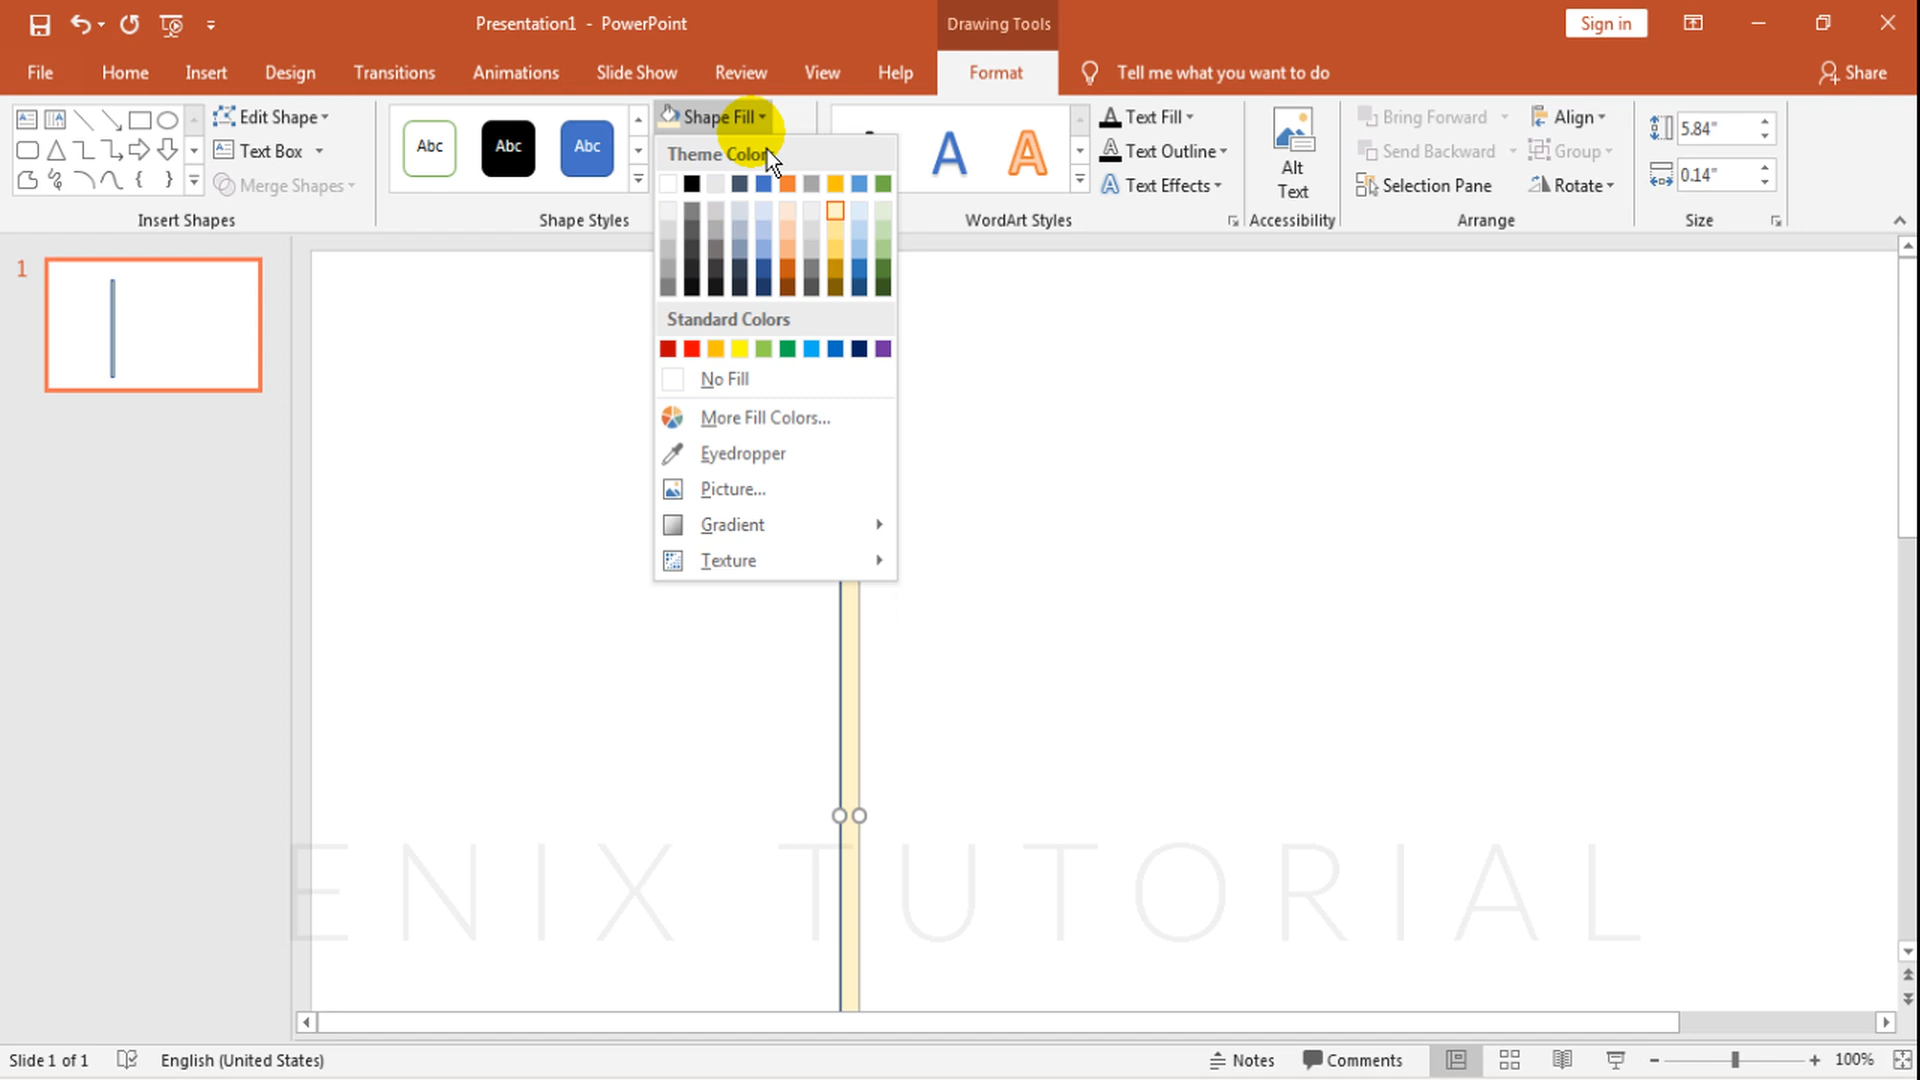 Presentation1 - PowerPoint
Drawing Tools
Sign in
File
Home
Insert
Design
Transitions
Animations
Slide Show
Review
View
Help
Format
Tell me what you want to do
Share
Edit Shape
Text Box
Merge Shapes
Insert Shapes
Abc
Abc
Abc
Shape Styles
Shape Fill
Theme Colo
Standard Colors
No Fill
More Fill Colors...
Eyedropper
Picture...
Gradient
Texture
A
A
WordArt Styles
Text Fill
Text Outline
Text Effects
Alt
Text
Accessibility
Bring Forward
Send Backward
Selection Pane
Align
Group
Rotate
Arrange
5.84"
0.14"
Size
1
ENIX TUTORIAL
Slide 1 of 1
English (United States)
Notes
Comments
100%